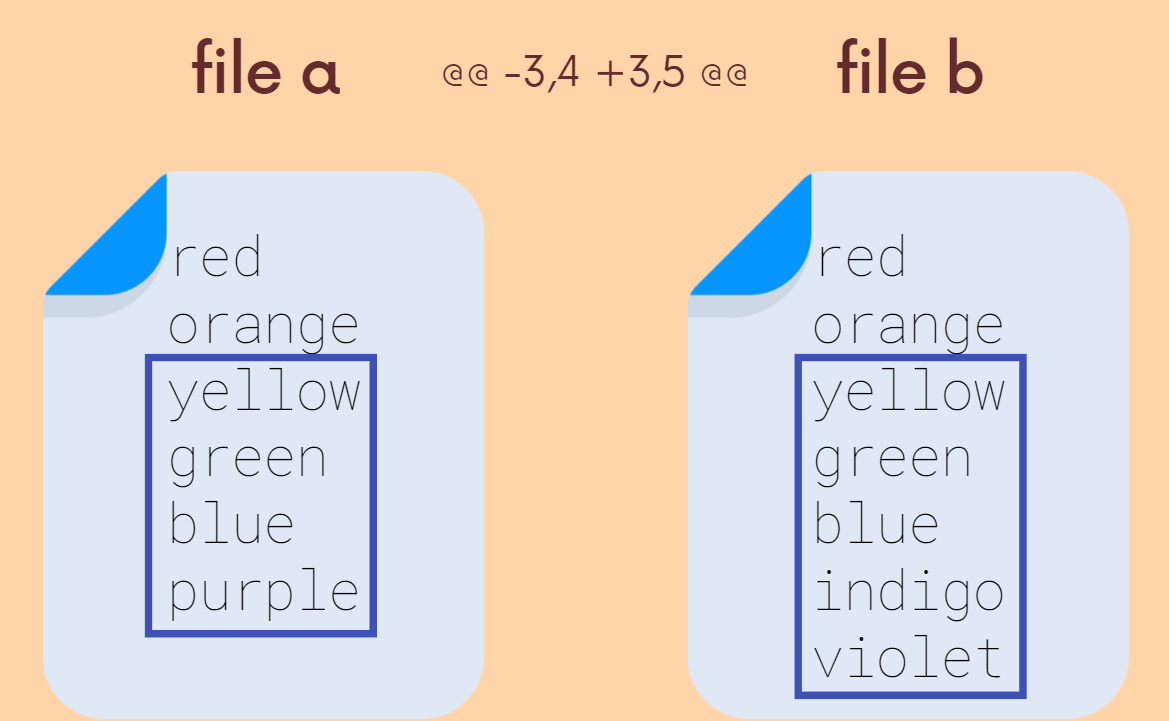 file a @@ -3,4 +3,5 @@ file b
red
orange
yellow
green
blue
purple
red
orange
yellow
green
blue
indigo
violet